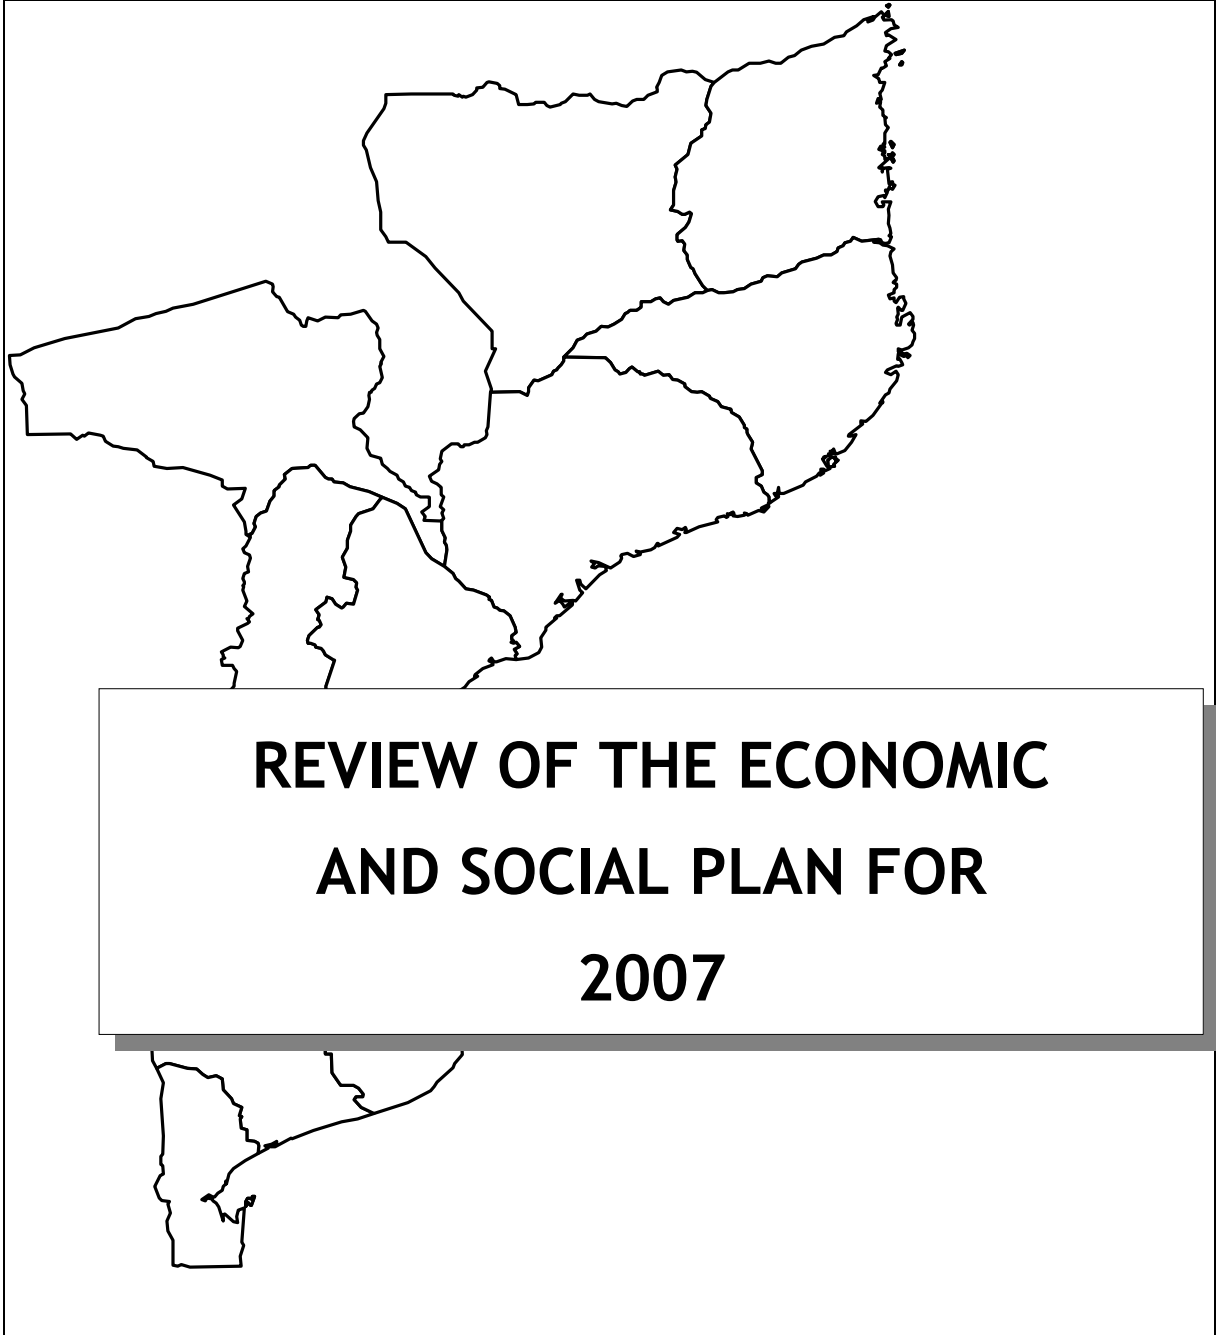 REVIEW OF THE ECONOMIC
AND SOCIAL PLAN FOR
2007